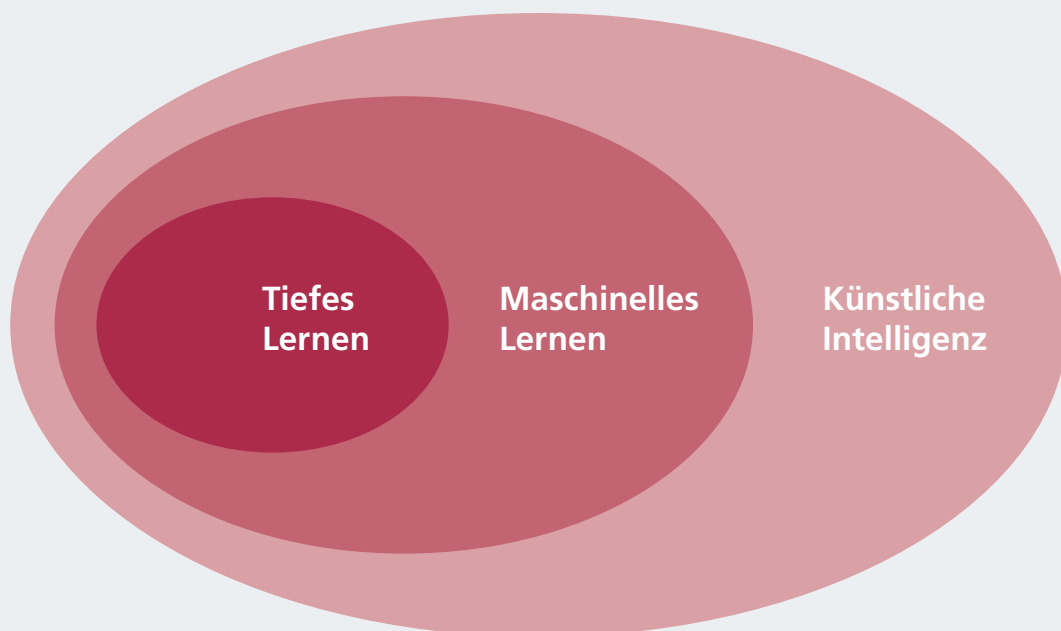 Tiefes
Lernen
Maschinelles
Lernen
Künstliche
Intelligenz